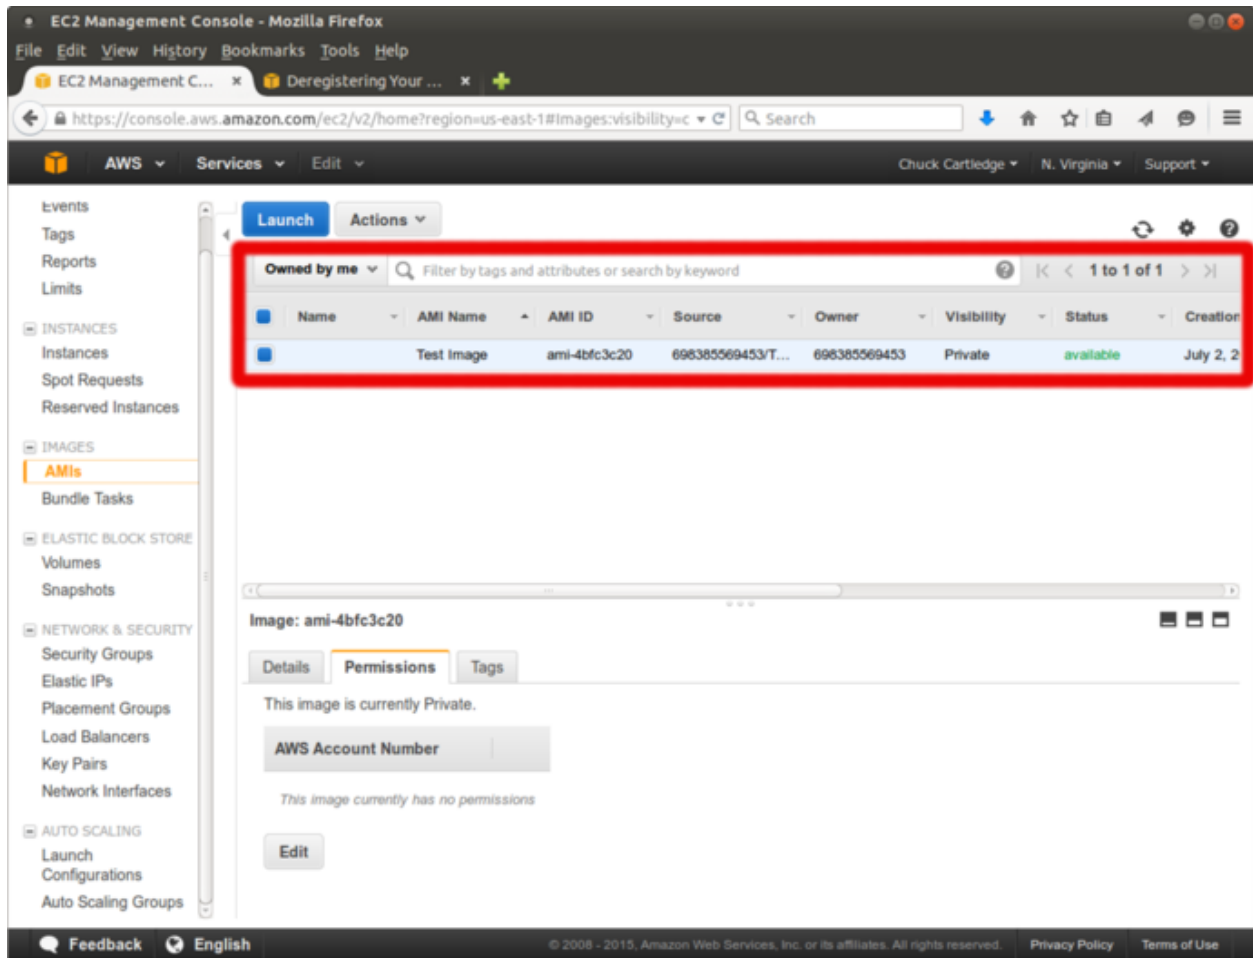 EC2 Management Console - Mozilla Firefox
File Edit View History Bookmarks Tools Help
EC2 Management C... × Deregistering Your ... ×
https://console.aws.amazon.com/ec2/v2/home?region=us-east-1#Images:visibility=c Search
AWS Services Edit Chuck Cartledge N. Virginia Support
Events
Tags
Reports
Limits
INSTANCES
Instances
Spot Requests
Reserved Instances
IMAGES
AMIs
Bundle Tasks
ELASTIC BLOCK STORE
Volumes
Snapshots
NETWORK & SECURITY
Security Groups
Elastic IPs
Placement Groups
Load Balancers
Key Pairs
Network Interfaces
AUTO SCALING
Launch
Configurations
Auto Scaling Groups
Launch Actions
Owned by me Filter by tags and attributes or search by keyword 1 to 1 of 1
Name AMI Name AMI ID Source Owner Visibility Status Creation
Test Image ami-4bfc3c20 698385569453/T... 698385569453 Private available July 2, 2
Image: ami-4bfc3c20
Details Permissions Tags
This image is currently Private.
AWS Account Number
This image currently has no permissions
Edit
Feedback English © 2008 - 2015, Amazon Web Services, Inc. or its affiliates. All rights reserved. Privacy Policy Terms of Use